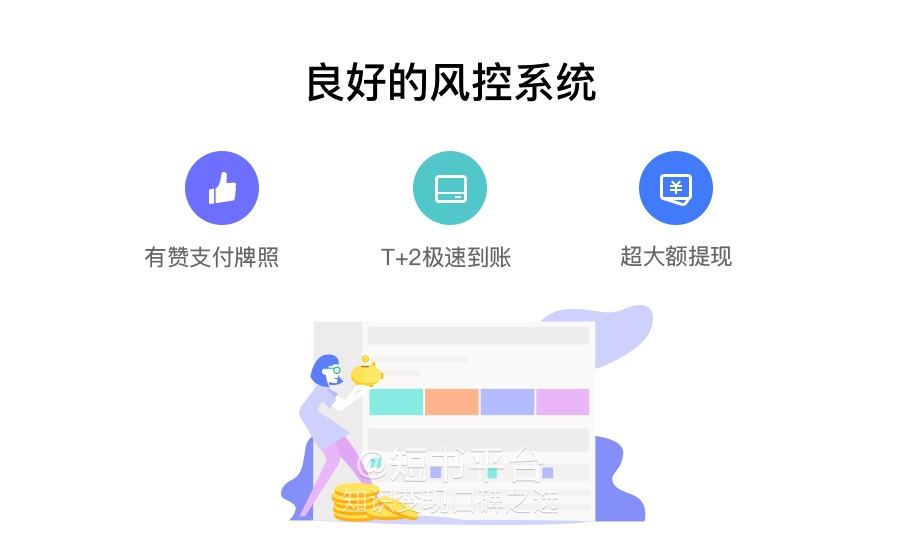 良好的风控系统
有赞支付牌照
T+2极速到账
超大额提现
@短书平台
知识变现口碑之选